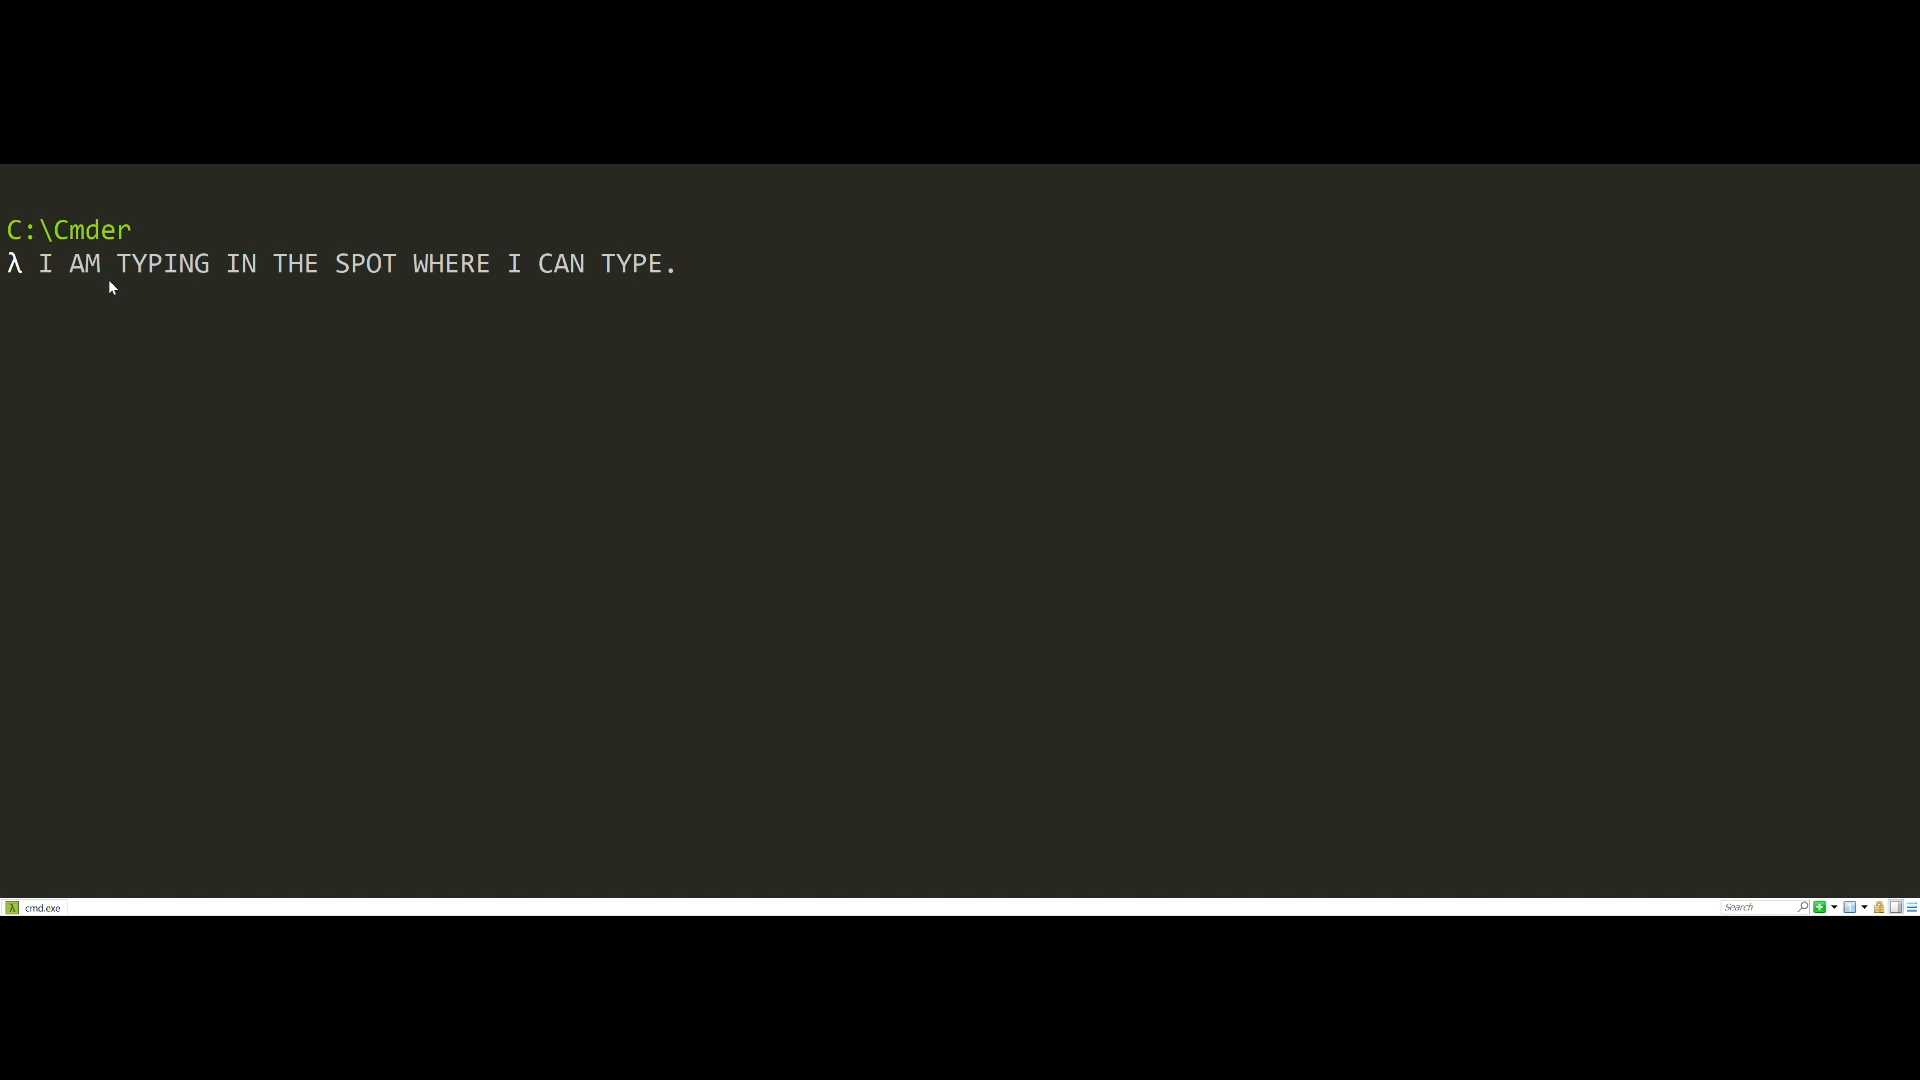 C:\Cmder
λ I AM TYPING IN THE SPOT WHERE I CAN TYPE.
λ cmd.exe
Search